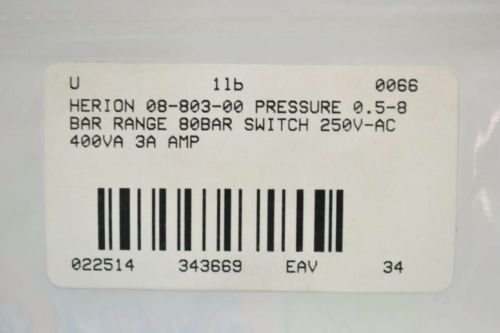 U 1lb 0066
HERION 08-803-00 PRESSURE 0.5-8
BAR RANGE 80BAR SWITCH 250V-AC
400VA 3A AMP
022514 343669 EAV 34